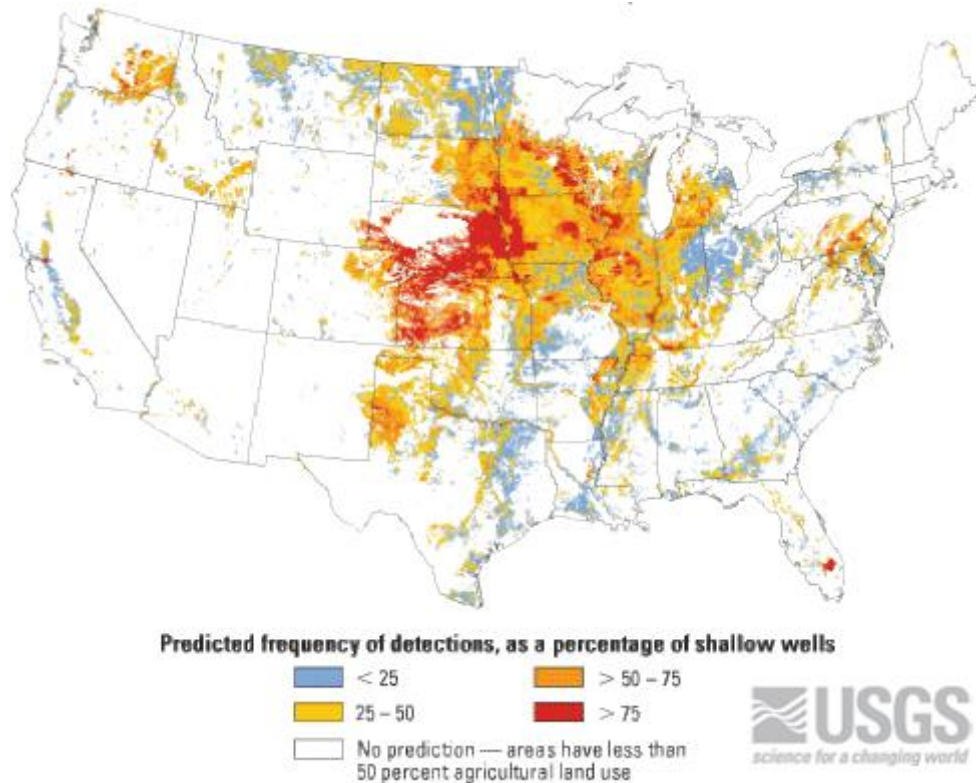 Predicted frequency of detections, as a percentage of shallow wells
< 25
> 50 – 75
25 – 50
> 75
No prediction — areas have less than
50 percent agricultural land use
USGS
science for a changing world